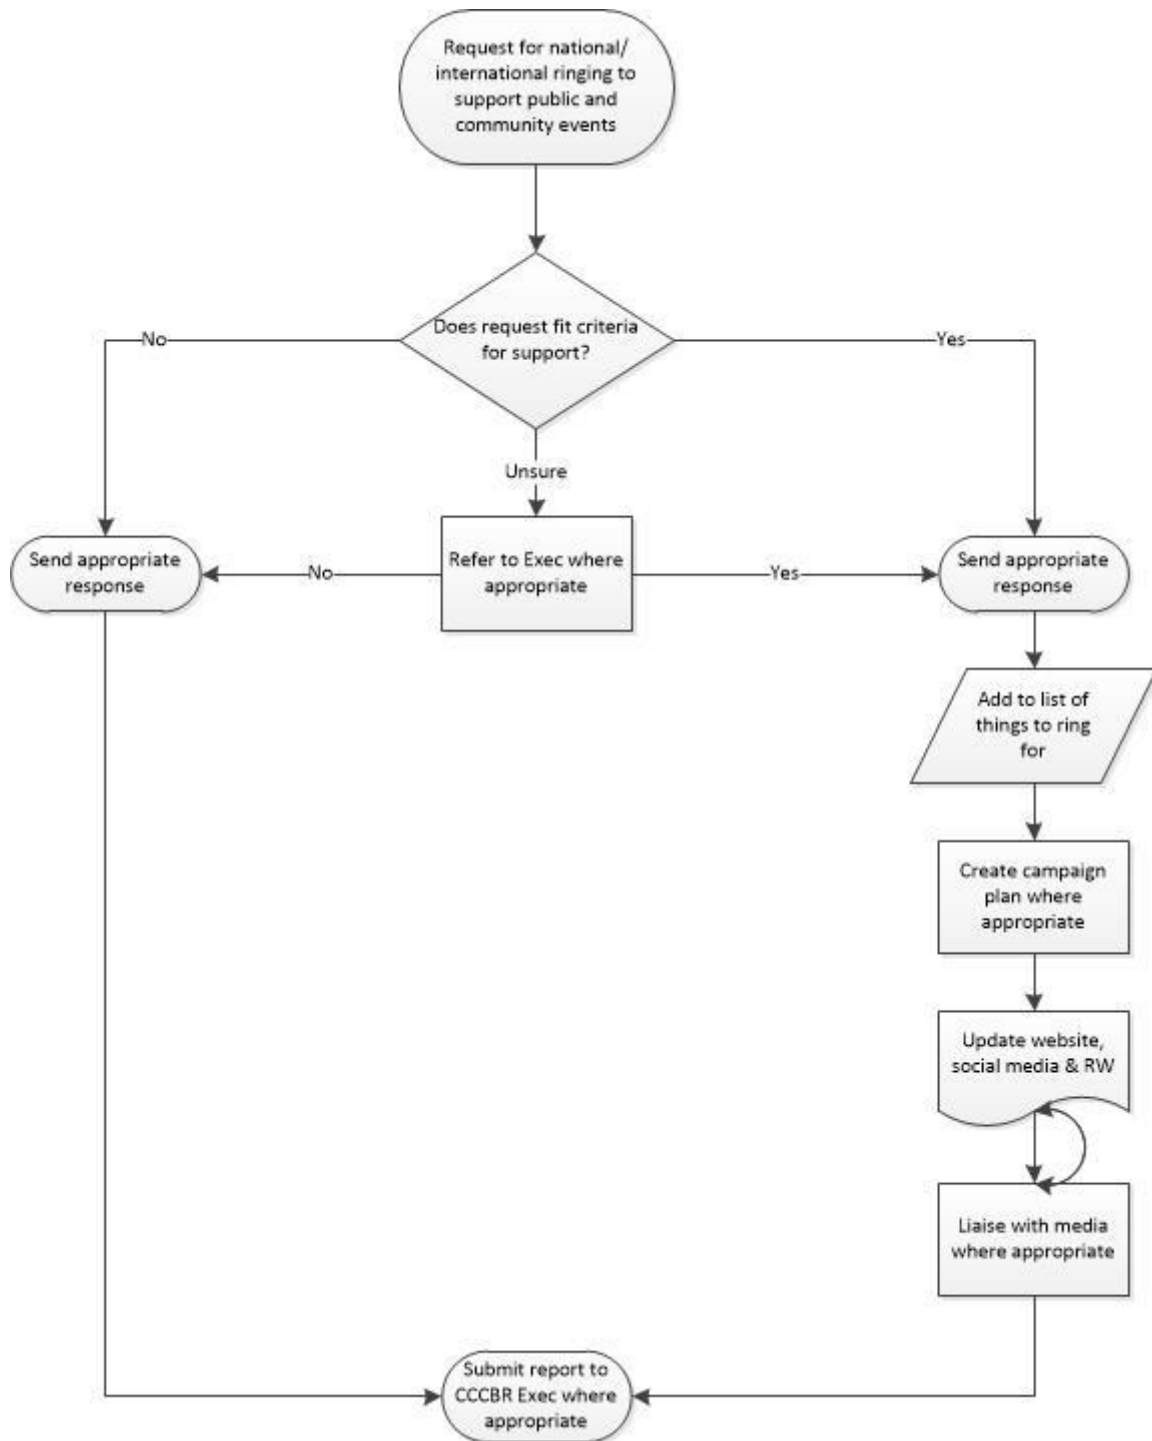 Request for national/
international ringing to
support public and
community events
Does request fit criteria
for support?
No
Yes
Unsure
Send appropriate
response
No
Refer to Exec where
appropriate
Yes
Send appropriate
response
Add to list of
things to ring
for
Create campaign
plan where
appropriate
Update website,
social media & RW
Liaise with media
where appropriate
Submit report to
CCCBR Exec where
appropriate